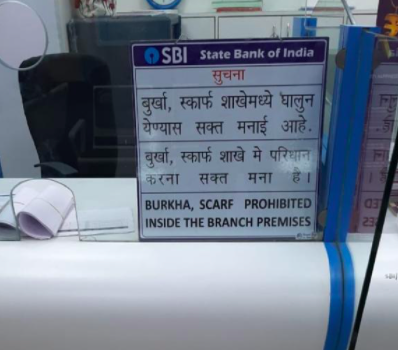 SBI State Bank of India
सुचना
बुर्खा, स्कार्फ शाखेमध्ये घालुन
येण्यास सक्त मनाई आहे.
बुर्खा, स्कार्फ शाखे मे परिधान
करना सक्त मना है।
BURKHA, SCARF PROHIBITED
INSIDE THE BRANCH PREMISES